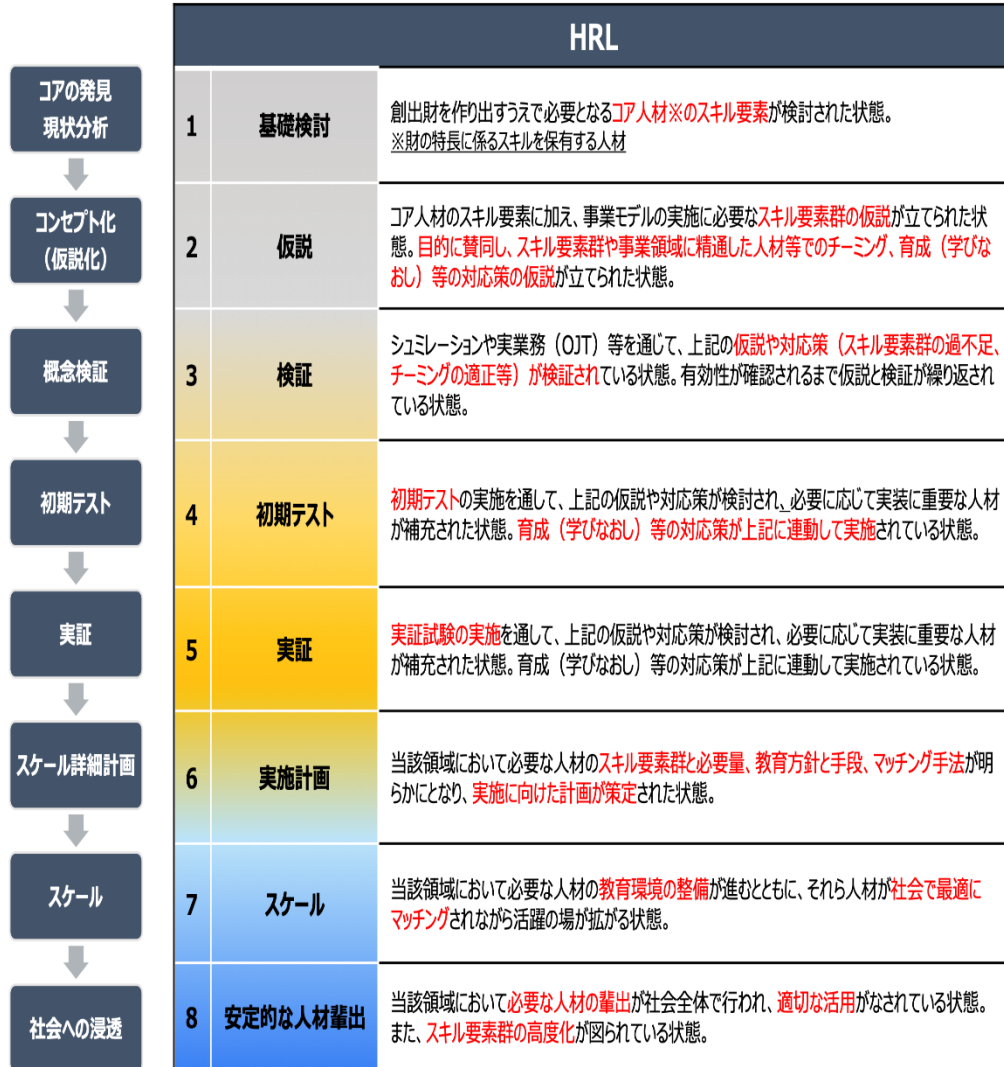 HRL
コアの発見
現状分析
1
基礎検討
創出財を作り出すうえで必要となるコア人材※のスキル要素が検討された状態。
※財の特長に係るスキルを保有する人材
コンセプト化
（仮説化）
2
仮説
コア人材のスキル要素に加え、事業モデルの実施に必要なスキル要素群の仮説が立てられた状
態。目的に賛同し、スキル要素群や事業領域に精通した人材等でのチーミング、育成（学びな
おし）等の対応策の仮説が立てられた状態。
概念検証
3
検証
シュミレーションや実業務（OJT）等を通じて、上記の仮説や対応策（スキル要素群の過不足、
チーミングの適正等）が検証されている状態。有効性が確認されるまで仮説と検証が繰り返され
ている状態。
初期テスト
4
初期テスト
初期テストの実施を通して、上記の仮説や対応策が検討され、必要に応じて実装に重要な人材
が補充された状態。育成（学びなおし）等の対応策が上記に連動して実施されている状態。
実証
5
実証
実証試験の実施を通して、上記の仮説や対応策が検討され、必要に応じて実装に重要な人材
が補充された状態。育成（学びなおし）等の対応策が上記に連動して実施されている状態。
スケール詳細計画
6
実施計画
当該領域において必要な人材のスキル要素群と必要量、教育方針と手段、マッチング手法が明
らかにとなり、実施に向けた計画が策定された状態。
スケール
7
スケール
当該領域において必要な人材の教育環境の整備が進むとともに、それら人材が社会で最適に
マッチングされながら活躍の場が拡がる状態。
社会への浸透
8
安定的な人材輩出
当該領域において必要な人材の輩出が社会全体で行われ、適切な活用がなされている状態。
また、スキル要素群の高度化が図られている状態。